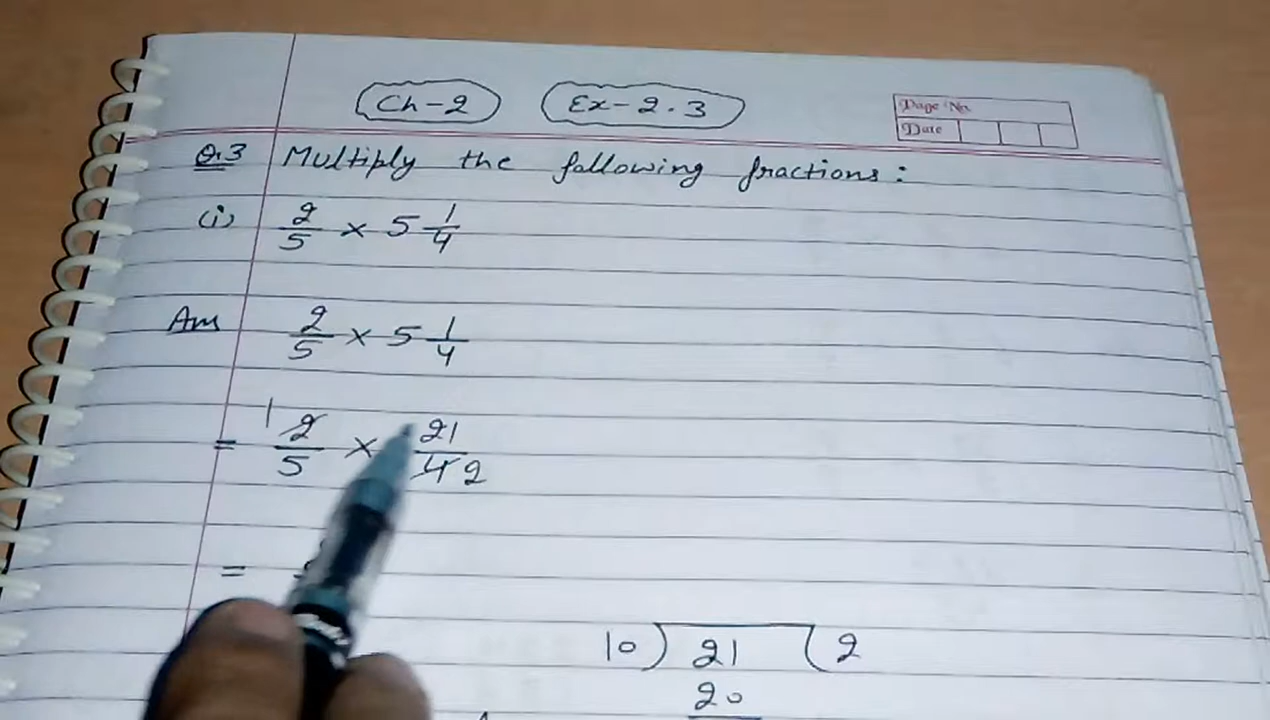 Ch-2 Ex-2.3
Page No.
Date
Q.3 Multiply the following fractions:
(i) 2/5 × 5 1/4
Ans 2/5 × 5 1/4
= 1 2/5 × 21/4 2
=
10 ) 21 ( 2
20